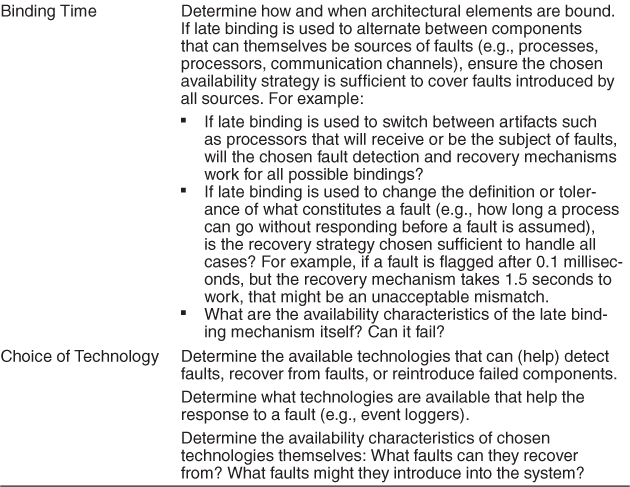 Binding Time
Determine how and when architectural elements are bound.
If late binding is used to alternate between components
that can themselves be sources of faults (e.g., processes,
processors, communication channels), ensure the chosen
availability strategy is sufficient to cover faults introduced by
all sources. For example:
▪ If late binding is used to switch between artifacts such
as processors that will receive or be the subject of faults,
will the chosen fault detection and recovery mechanisms
work for all possible bindings?
▪ If late binding is used to change the definition or toler-
ance of what constitutes a fault (e.g., how long a process
can go without responding before a fault is assumed),
is the recovery strategy chosen sufficient to handle all
cases? For example, if a fault is flagged after 0.1 millisec-
onds, but the recovery mechanism takes 1.5 seconds to
work, that might be an unacceptable mismatch.
▪ What are the availability characteristics of the late bind-
ing mechanism itself? Can it fail?
Choice of Technology
Determine the available technologies that can (help) detect
faults, recover from faults, or reintroduce failed components.
Determine what technologies are available that help the
response to a fault (e.g., event loggers).
Determine the availability characteristics of chosen
technologies themselves: What faults can they recover
from? What faults might they introduce into the system?